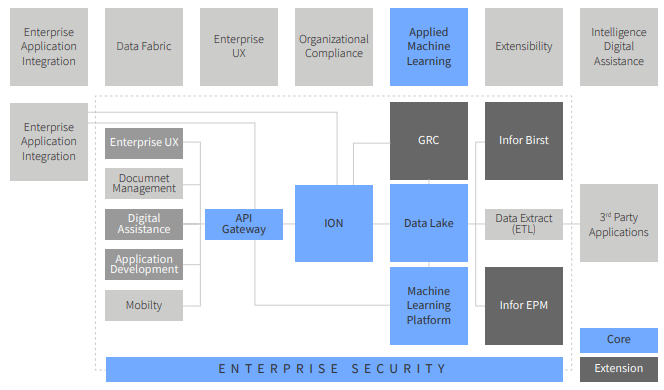 Enterprise
Application
Integration
Data Fabric
Enterprise
UX
Organizational
Compliance
Applied
Machine
Learning
Extensibility
Intelligence
Digital
Assistance
Enterprise
Application
Integration
Enterprise UX
Documnet
Management
Digital
Assistance
Application
Development
Mobilty
API
Gateway
ION
GRC
Data Lake
Machine
Learning
Platform
Infor Birst
Data Extract
(ETL)
Infor EPM
3rd Party
Applications
Core
Extension
ENTERPRISE SECURITY